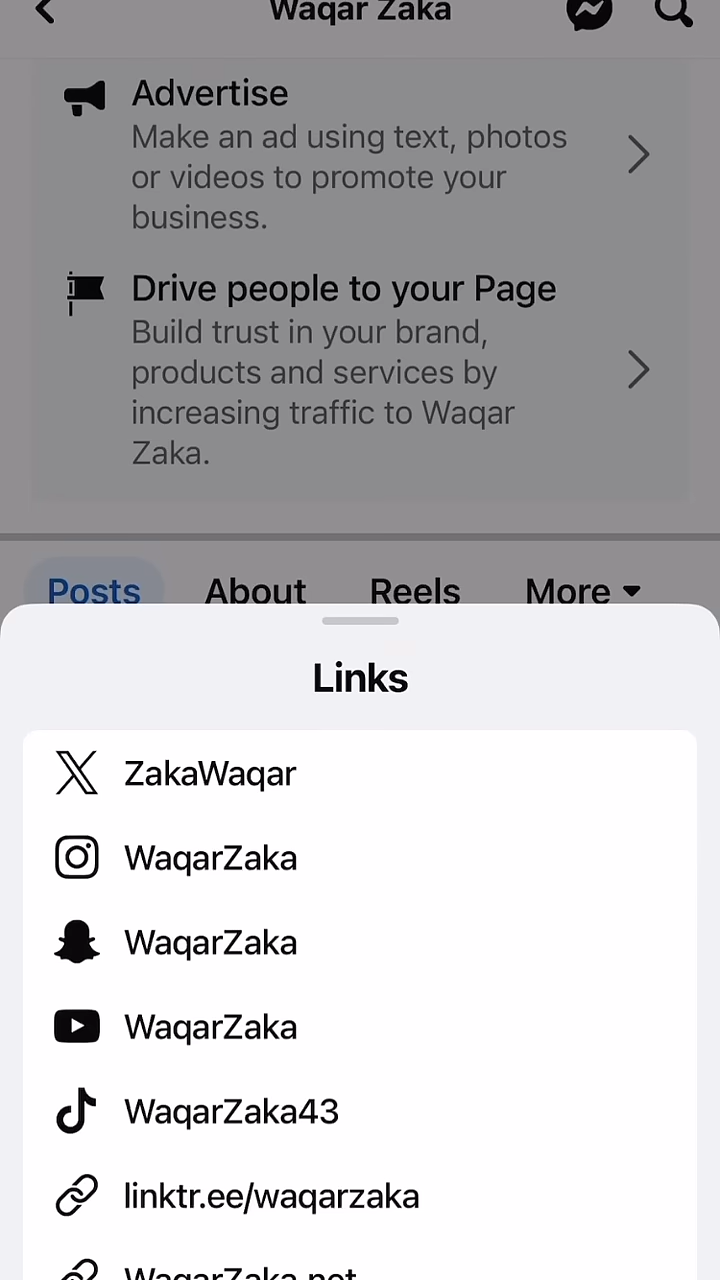 Waqar Zaka
Advertise
Make an ad using text, photos
or videos to promote your
business.
Drive people to your Page
Build trust in your brand,
products and services by
increasing traffic to Waqar
Zaka.
Posts About Reels More
Links
ZakaWaqar
WaqarZaka
WaqarZaka
WaqarZaka
WaqarZaka43
linktr.ee/waqarzaka
WaqarZaka.net